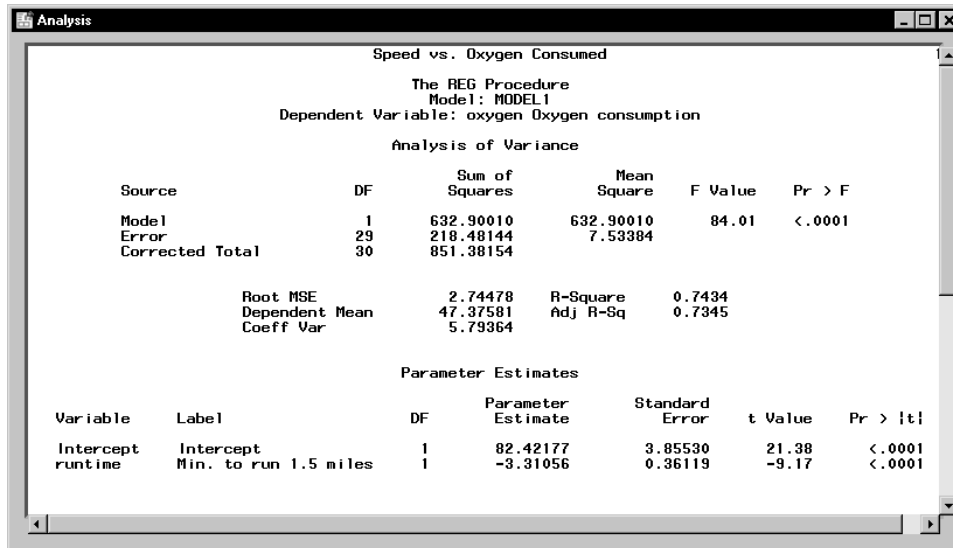 Analysis
Speed vs. Oxygen Consumed 1
The REG Procedure
Model: MODEL1
Dependent Variable: oxygen Oxygen consumption
Analysis of Variance
Sum of Mean
Source DF Squares Square F Value Pr > F
Model 1 632.90010 632.90010 84.01 <.0001
Error 29 218.48144 7.53384
Corrected Total 30 851.38154
Root MSE 2.74478 R-Square 0.7434
Dependent Mean 47.37581 Adj R-Sq 0.7345
Coeff Var 5.79364
Parameter Estimates
Parameter Standard
Variable Label DF Estimate Error t Value Pr > |t|
Intercept Intercept 1 82.42177 3.85530 21.38 <.0001
runtime Min. to run 1.5 miles 1 -3.31056 0.36119 -9.17 <.0001